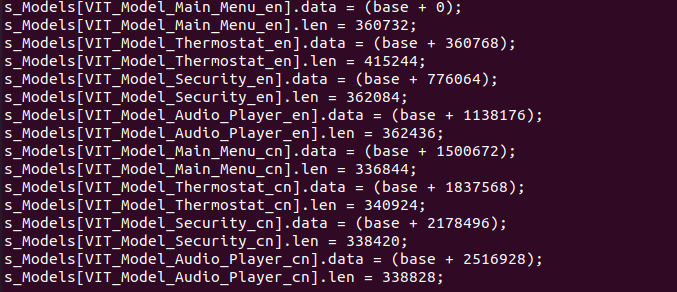 s_Models[VIT_Model_Main_Menu_en].data = (base + 0);
s_Models[VIT_Model_Main_Menu_en].len = 360732;
s_Models[VIT_Model_Thermostat_en].data = (base + 360768);
s_Models[VIT_Model_Thermostat_en].len = 415244;
s_Models[VIT_Model_Security_en].data = (base + 776064);
s_Models[VIT_Model_Security_en].len = 362084;
s_Models[VIT_Model_Audio_Player_en].data = (base + 1138176);
s_Models[VIT_Model_Audio_Player_en].len = 362436;
s_Models[VIT_Model_Main_Menu_cn].data = (base + 1500672);
s_Models[VIT_Model_Main_Menu_cn].len = 336844;
s_Models[VIT_Model_Thermostat_cn].data = (base + 1837568);
s_Models[VIT_Model_Thermostat_cn].len = 340924;
s_Models[VIT_Model_Security_cn].data = (base + 2178496);
s_Models[VIT_Model_Security_cn].len = 338420;
s_Models[VIT_Model_Audio_Player_cn].data = (base + 2516928);
s_Models[VIT_Model_Audio_Player_cn].len = 338828;